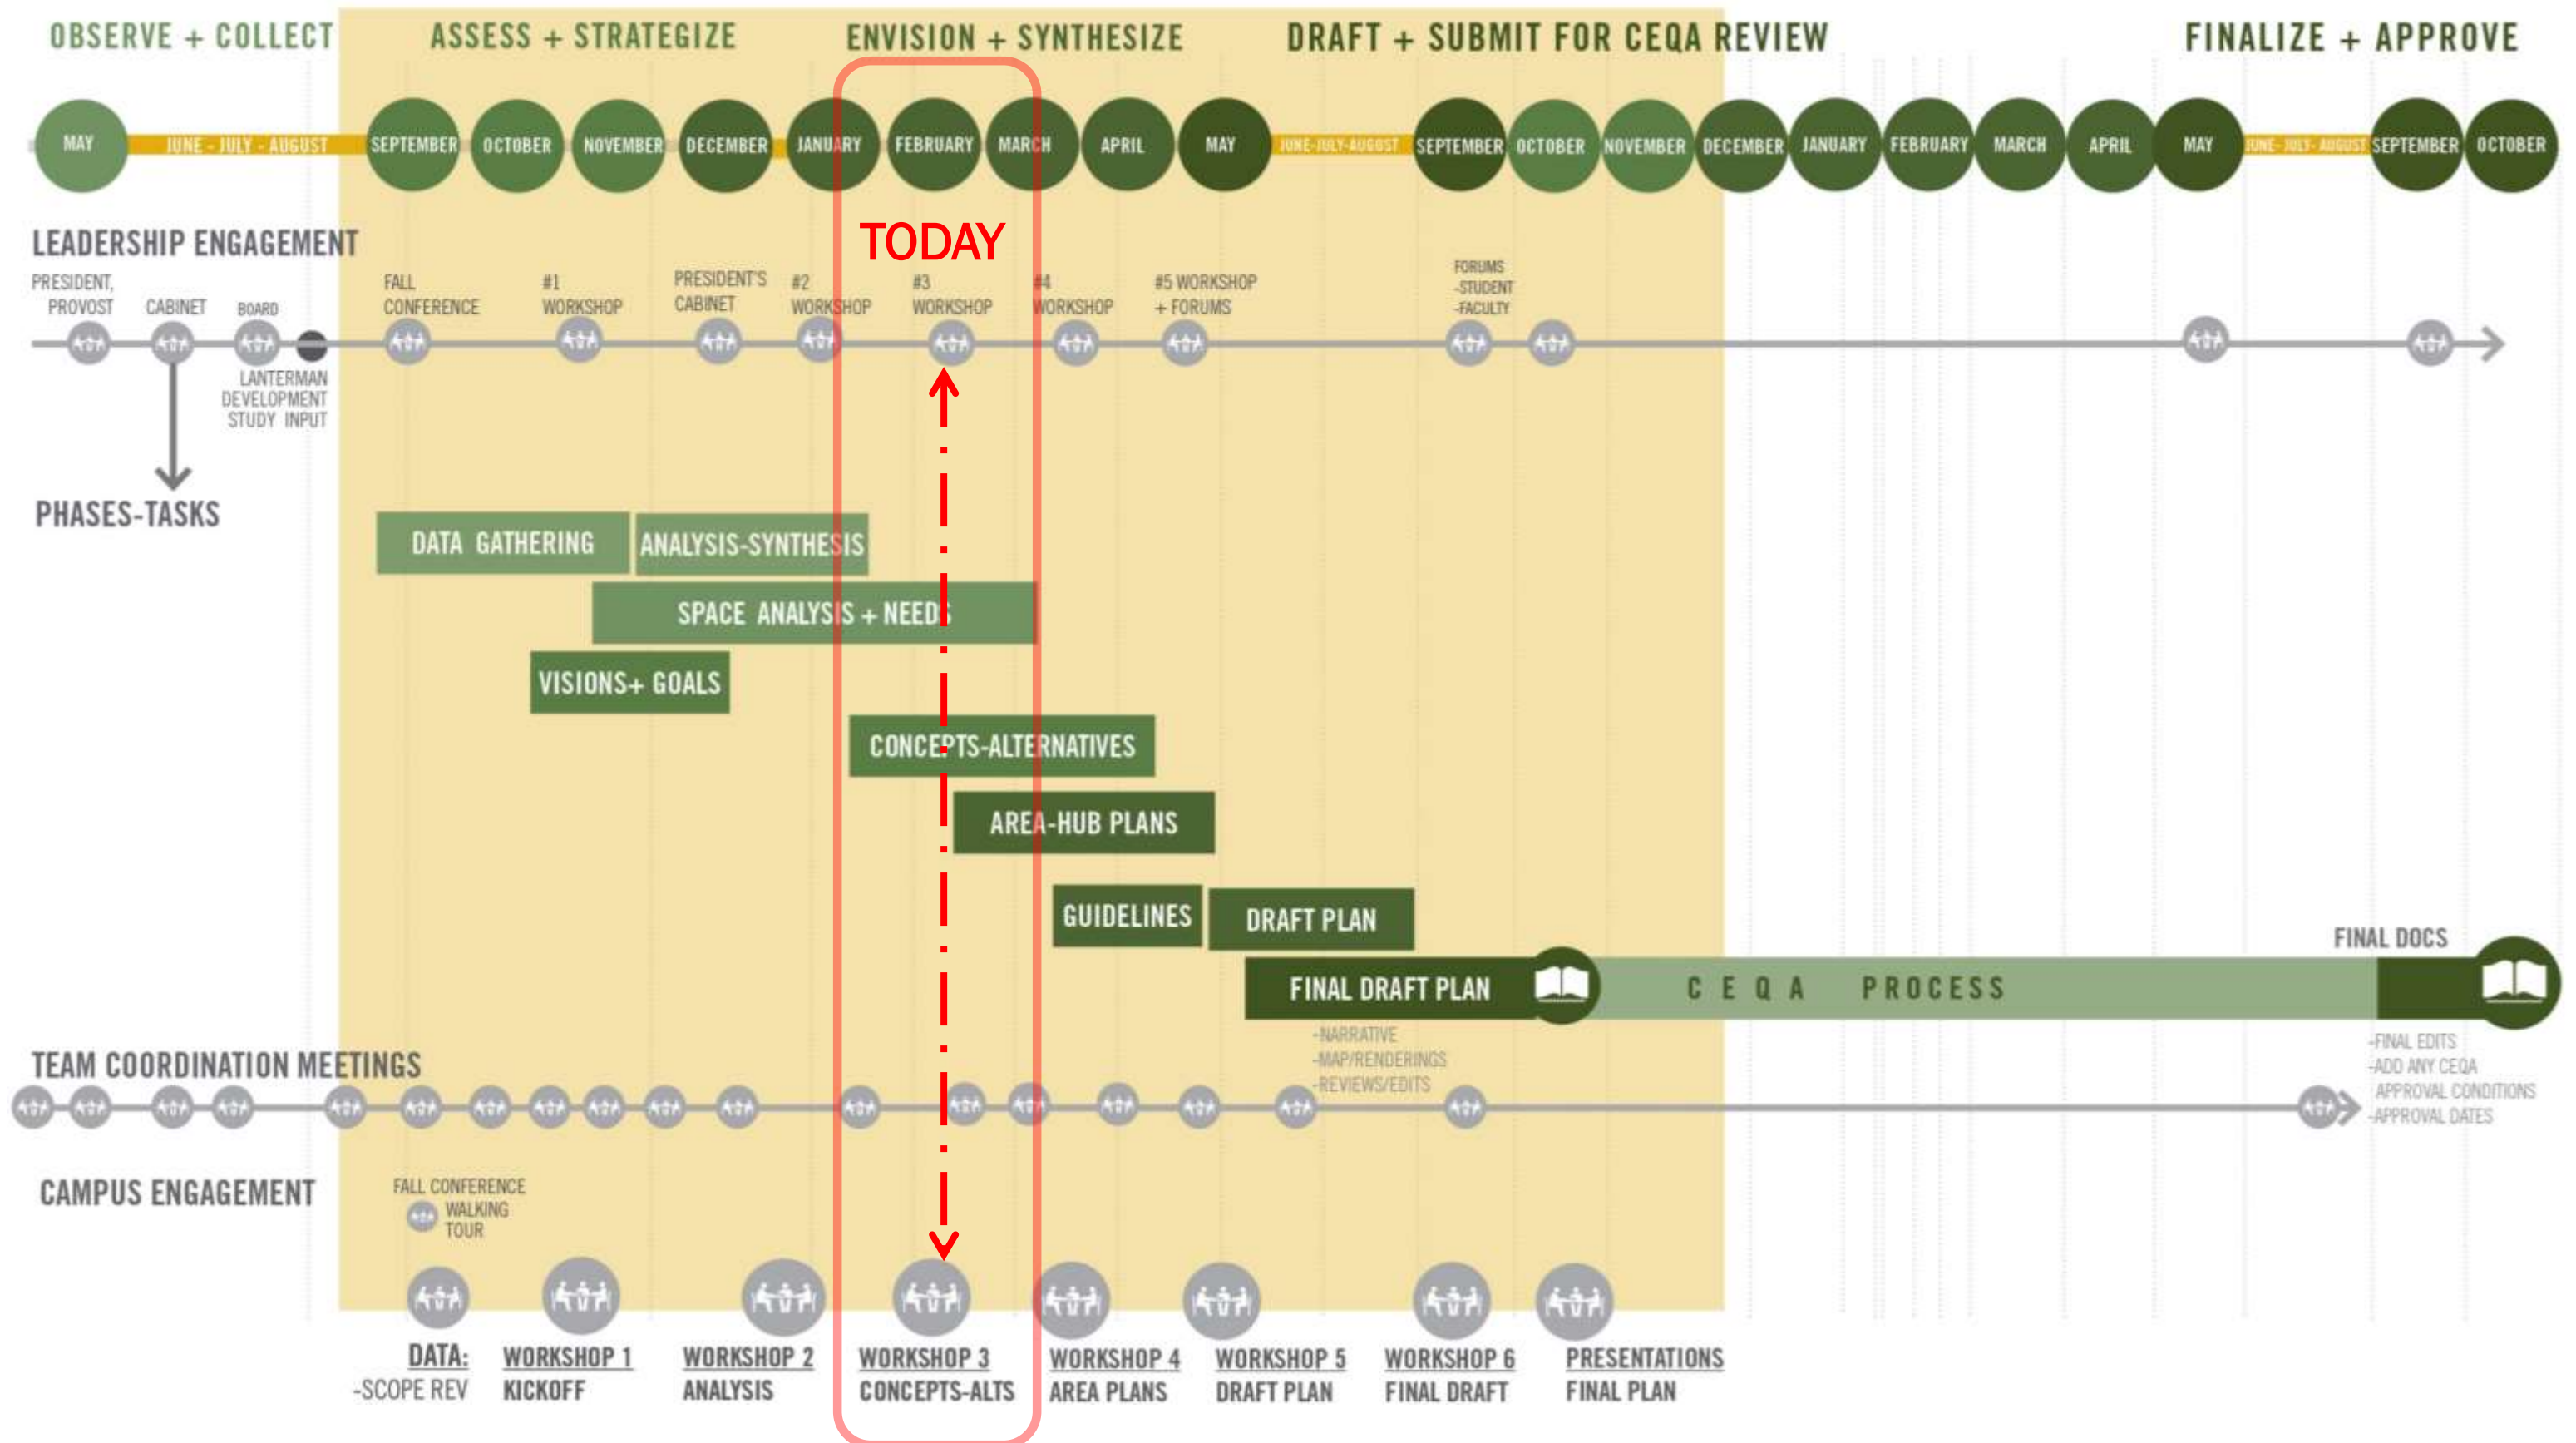 OBSERVE + COLLECT
ASSESS + STRATEGIZE
ENVISION + SYNTHESIZE
DRAFT + SUBMIT FOR CEQA REVIEW
FINALIZE + APPROVE
MAY
JUNE - JULY - AUGUST
SEPTEMBER
OCTOBER
NOVEMBER
DECEMBER
JANUARY
FEBRUARY
MARCH
APRIL
MAY
JUNE-JULY-AUGUST
SEPTEMBER
OCTOBER
NOVEMBER
DECEMBER
JANUARY
FEBRUARY
MARCH
APRIL
MAY
JUNE- JULY- AUGUST
SEPTEMBER
OCTOBER
TODAY
LEADERSHIP ENGAGEMENT
PRESIDENT,
PROVOST
CABINET
BOARD
LANTERMAN
DEVELOPMENT
STUDY INPUT
FALL
CONFERENCE
#1
WORKSHOP
PRESIDENT'S
CABINET
#2
WORKSHOP
#3
WORKSHOP
#4
WORKSHOP
#5 WORKSHOP
+ FORUMS
FORUMS
-STUDENT
-FACULTY
PHASES-TASKS
DATA GATHERING
ANALYSIS-SYNTHESIS
SPACE ANALYSIS + NEEDS
VISIONS+ GOALS
CONCEPTS-ALTERNATIVES
AREA-HUB PLANS
GUIDELINES
DRAFT PLAN
FINAL DRAFT PLAN
CEQA PROCESS
FINAL DOCS
-NARRATIVE
-MAP/RENDERINGS
-REVIEWS/EDITS
-FINAL EDITS
-ADD ANY CEQA
APPROVAL CONDITIONS
-APPROVAL DATES
TEAM COORDINATION MEETINGS
CAMPUS ENGAGEMENT
FALL CONFERENCE
WALKING
TOUR
DATA:
-SCOPE REV
WORKSHOP 1
KICKOFF
WORKSHOP 2
ANALYSIS
WORKSHOP 3
CONCEPTS-ALTS
WORKSHOP 4
AREA PLANS
WORKSHOP 5
DRAFT PLAN
WORKSHOP 6
FINAL DRAFT
PRESENTATIONS
FINAL PLAN